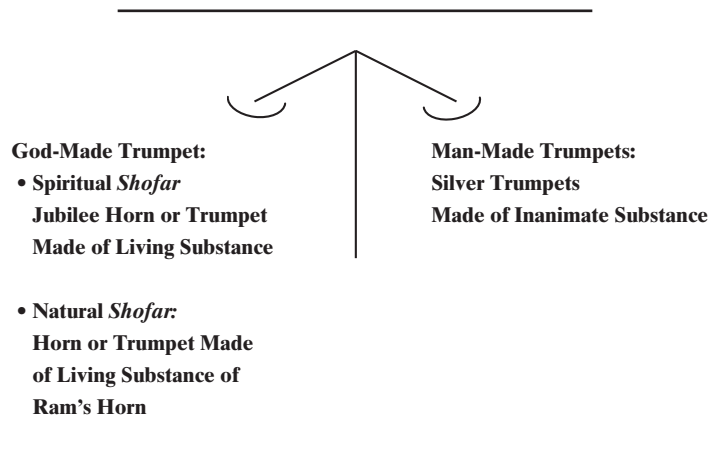 God-Made Trumpet:
• Spiritual Shofar
Jubilee Horn or Trumpet
Made of Living Substance
• Natural Shofar:
Horn or Trumpet Made
of Living Substance of
Ram's Horn
Man-Made Trumpets:
Silver Trumpets
Made of Inanimate Substance